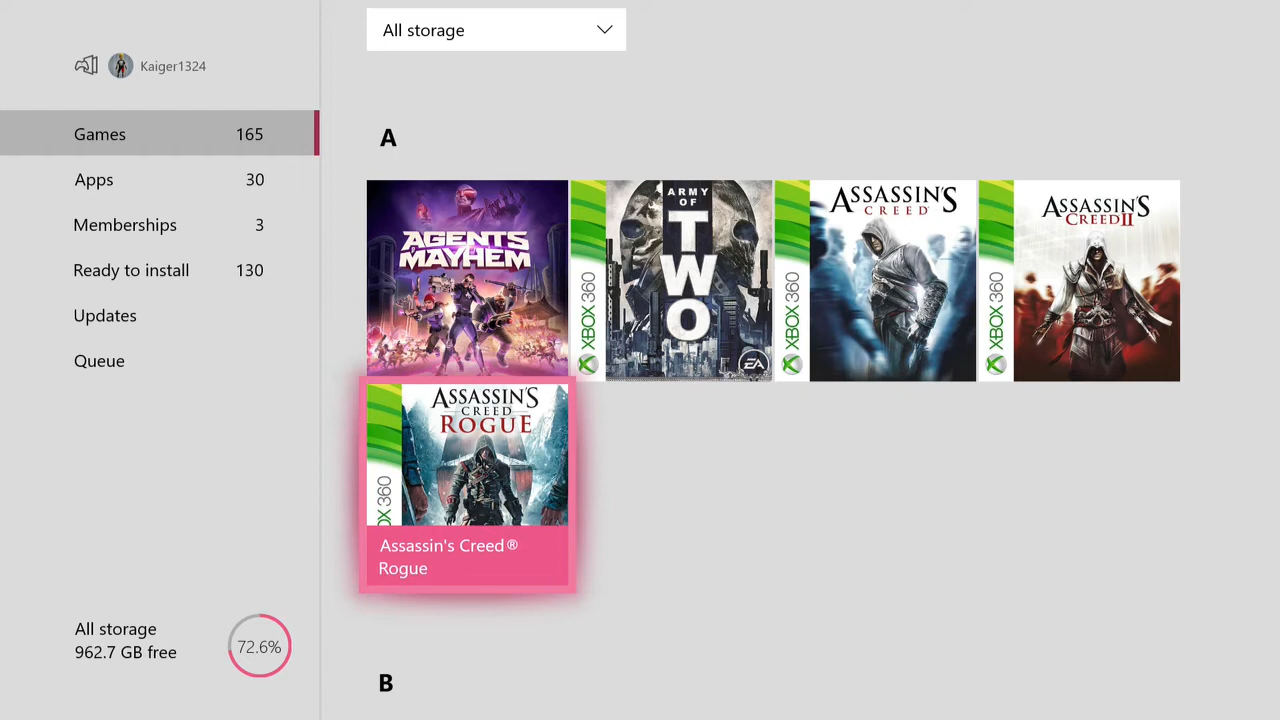 All storage
Kaiger1324
Games 165
Apps 30
Memberships 3
Ready to install 130
Updates
Queue
All storage
962.7 GB free
72.6%
A
AGENTS
OF
MAYHEM
XBOX 360
ARMY
OF
TWO
EA
XBOX 360
ASSASSIN'S
CREED
XBOX 360
ASSASSIN'S
CREED II
XBOX 360
ASSASSIN'S
CREED
ROGUE
Assassin's Creed®
Rogue
B